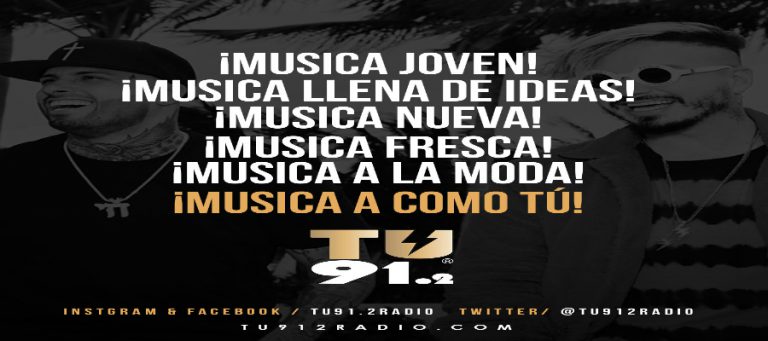 ¡MUSICA JOVEN!
¡MUSICA LLENA DE IDEAS!
¡MUSICA NUEVA!
¡MUSICA FRESCA!
¡MUSICA A LA MODA!
¡MUSICA A COMO TÚ!
TU®
91.2
INSTGRAM & FACEBOOK / TU91.2RADIO TWITTER/ @TU912RADIO
TU912RADIO.COM